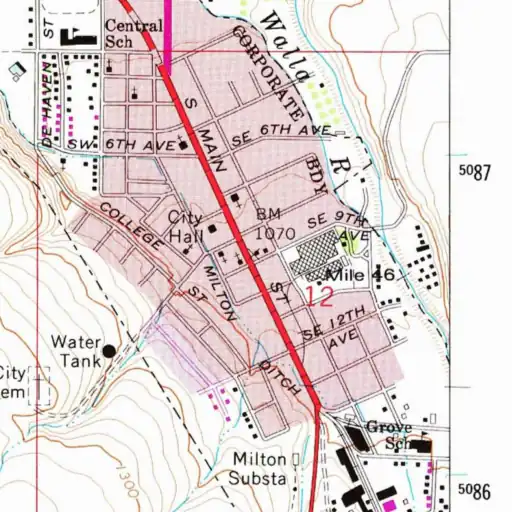 Central
Sch
ST
DE HAVEN
Walla
R
CORPORATE
BDY
S MAIN
ST
SE 6TH AVE
SW 6TH AVE
5087
COLLEGE
ST
City
Hall
BM
1070
SE 9TH
AVE
MILTON
DITCH
Mile 46
12
SE 12TH
AVE
Water
Tank
City
em
Grove
Sch
1300
Milton
Substa
5086